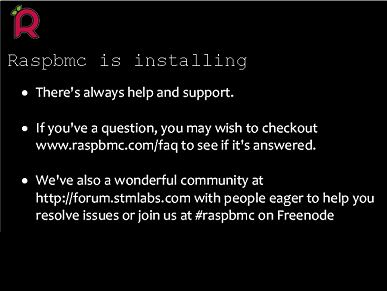 Raspbmc is installing
There's always help and support.
If you've a question, you may wish to checkout
www.raspbmc.com/faq to see if it's answered.
We've also a wonderful community at
http://forum.stmlabs.com with people eager to help you
resolve issues or join us at #raspbmc on Freenode